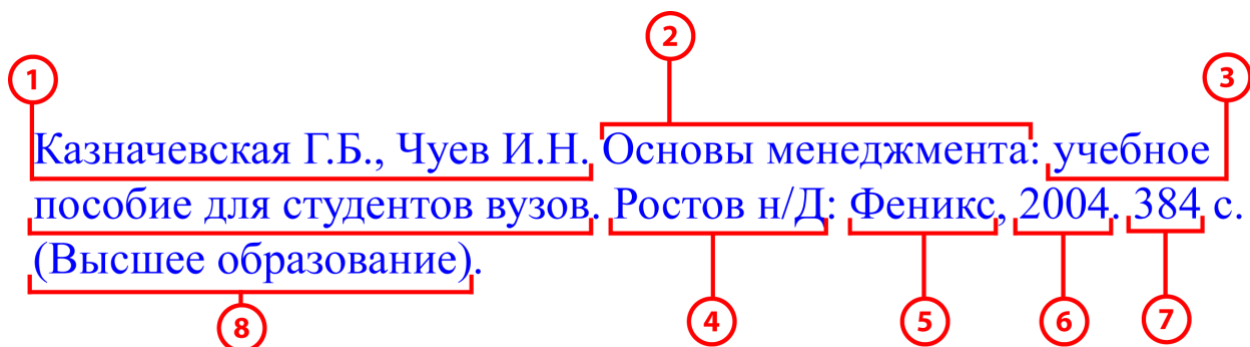 2
1
3
Казначевская Г.Б., Чуев И.Н. Основы менеджмента: учебное
пособие для студентов вузов. Ростов н/Д: Феникс, 2004. 384 с.
(Высшее образование).
8
4
5
6
7